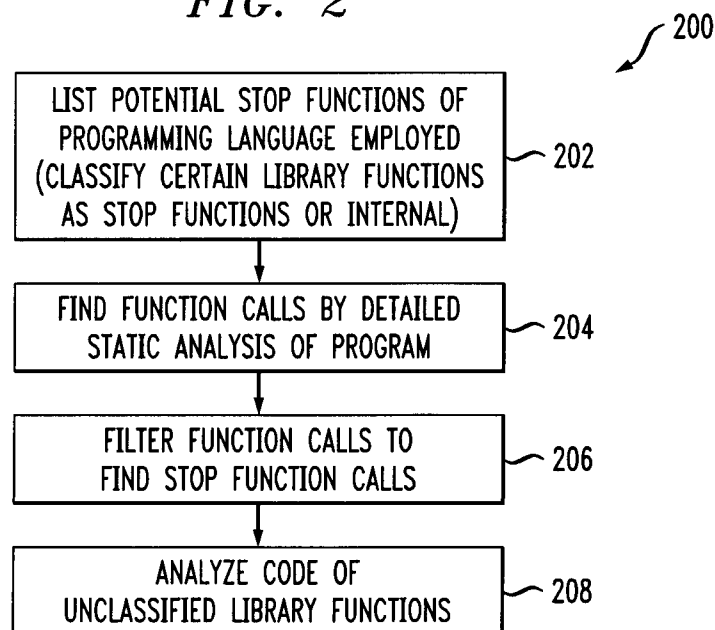 FIG. 2
200
LIST POTENTIAL STOP FUNCTIONS OF
PROGRAMMING LANGUAGE EMPLOYED
(CLASSIFY CERTAIN LIBRARY FUNCTIONS
AS STOP FUNCTIONS OR INTERNAL)
202
FIND FUNCTION CALLS BY DETAILED
STATIC ANALYSIS OF PROGRAM
204
FILTER FUNCTION CALLS TO
FIND STOP FUNCTION CALLS
206
ANALYZE CODE OF
UNCLASSIFIED LIBRARY FUNCTIONS
208